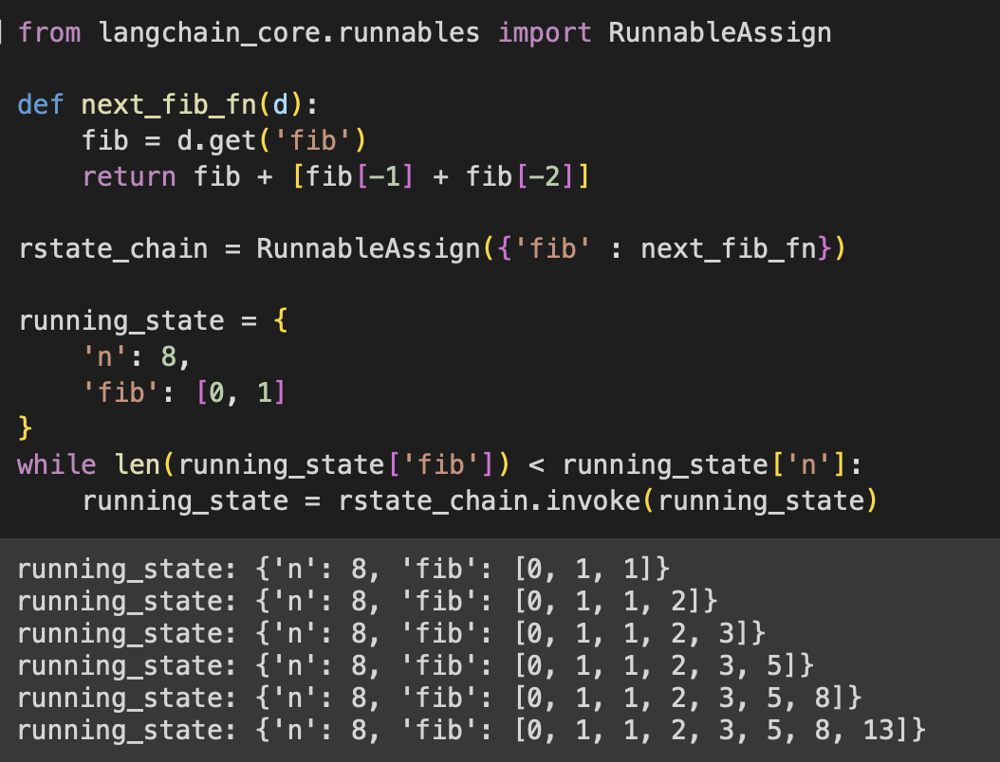 from langchain_core.runnables import RunnableAssign
def next_fib_fn(d):
    fib = d.get('fib')
    return fib + [fib[-1] + fib[-2]]
rstate_chain = RunnableAssign({'fib' : next_fib_fn})
running_state = {
    'n': 8,
    'fib': [0, 1]
}
while len(running_state['fib']) < running_state['n']:
    running_state = rstate_chain.invoke(running_state)
running_state: {'n': 8, 'fib': [0, 1, 1]}
running_state: {'n': 8, 'fib': [0, 1, 1, 2]}
running_state: {'n': 8, 'fib': [0, 1, 1, 2, 3]}
running_state: {'n': 8, 'fib': [0, 1, 1, 2, 3, 5]}
running_state: {'n': 8, 'fib': [0, 1, 1, 2, 3, 5, 8]}
running_state: {'n': 8, 'fib': [0, 1, 1, 2, 3, 5, 8, 13]}